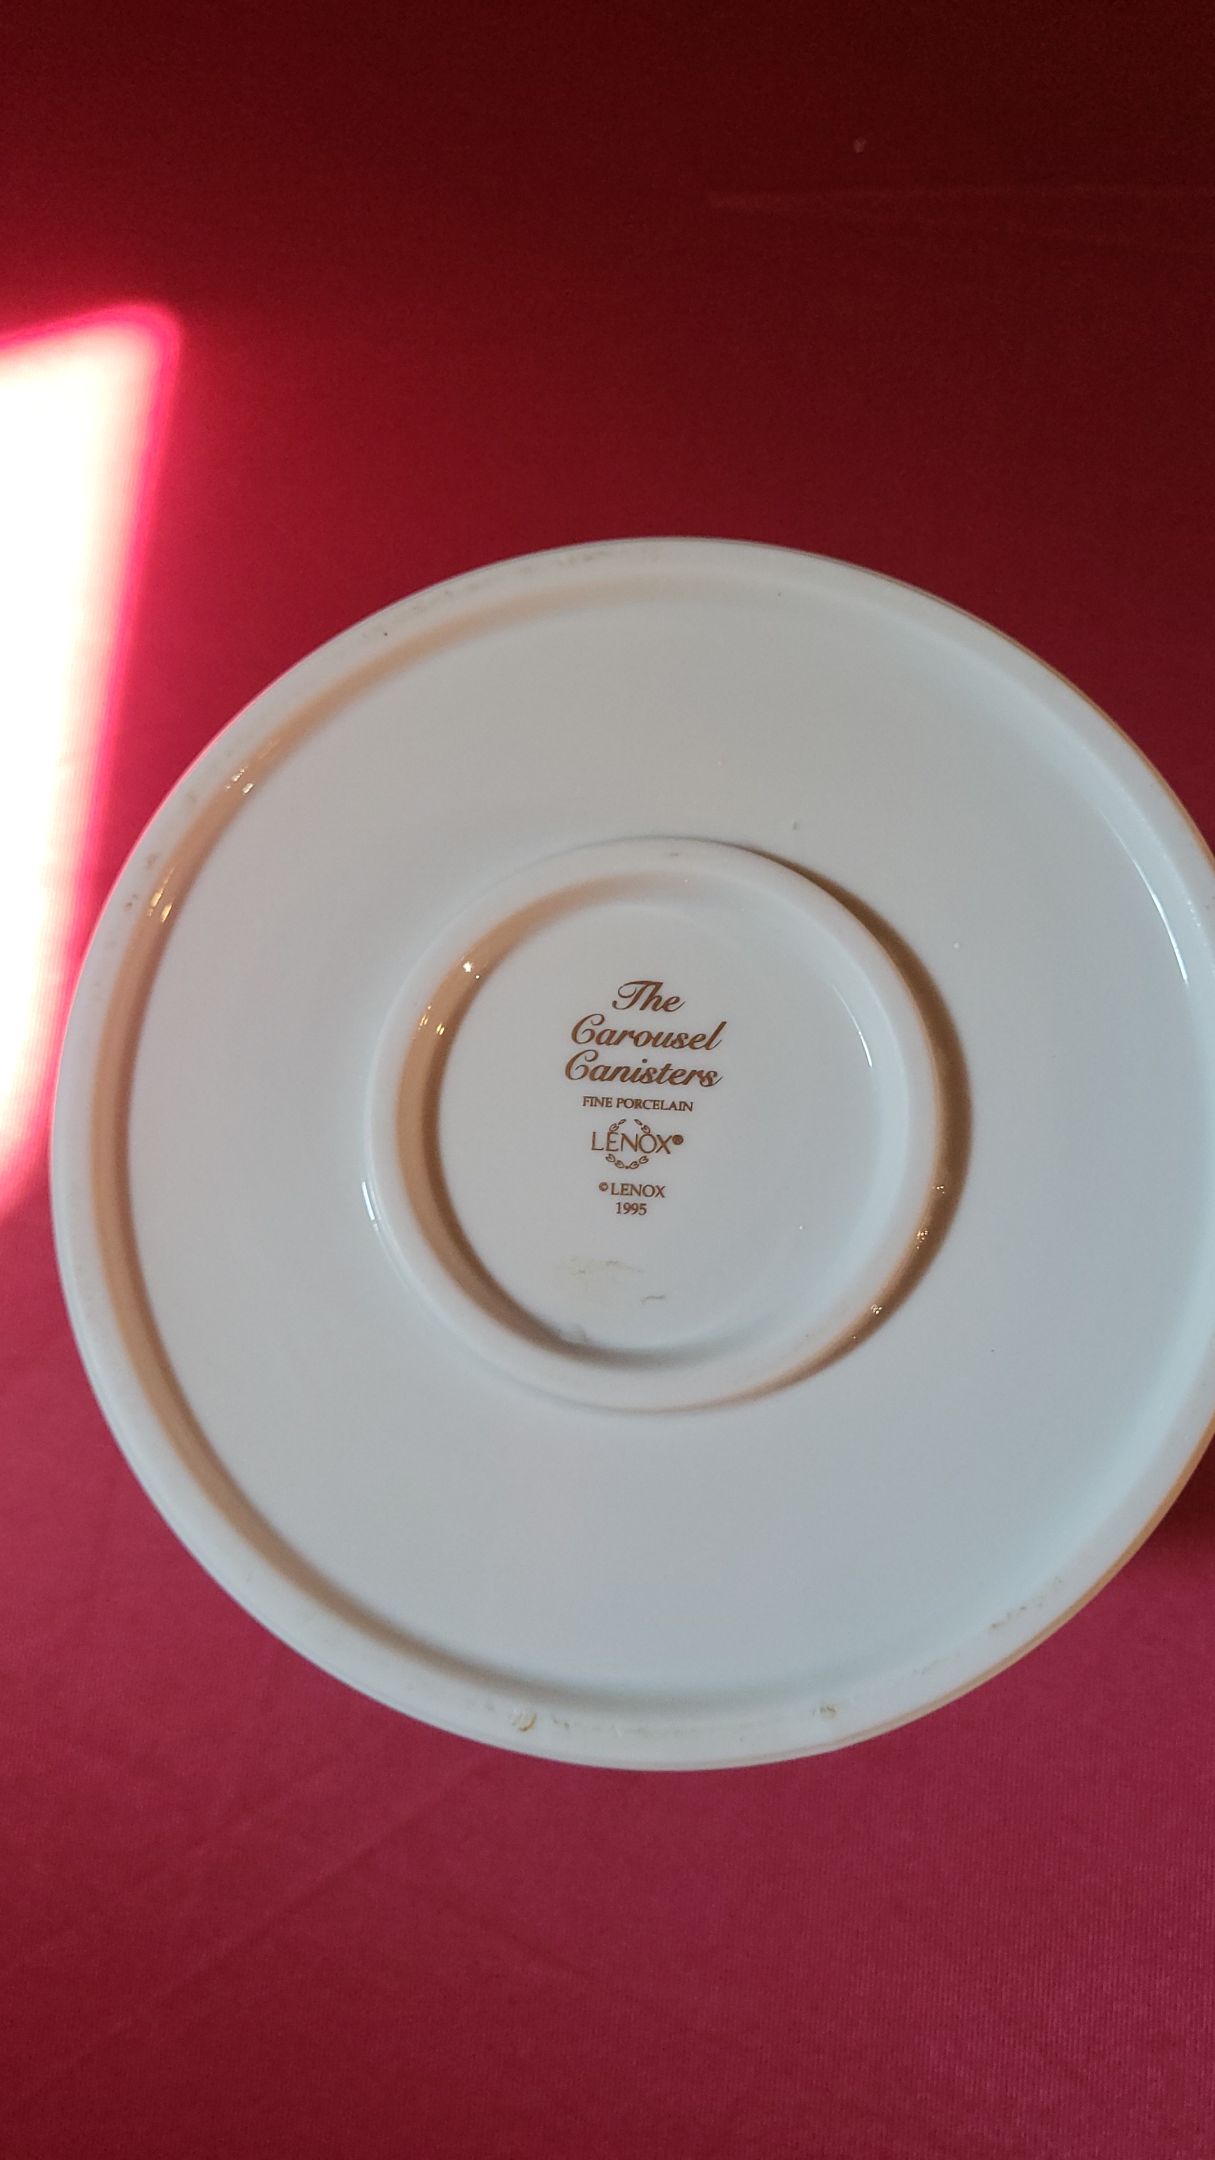 The
Carousel
Canisters
FINE PORCELAIN
LENOX®
© LENOX
1995